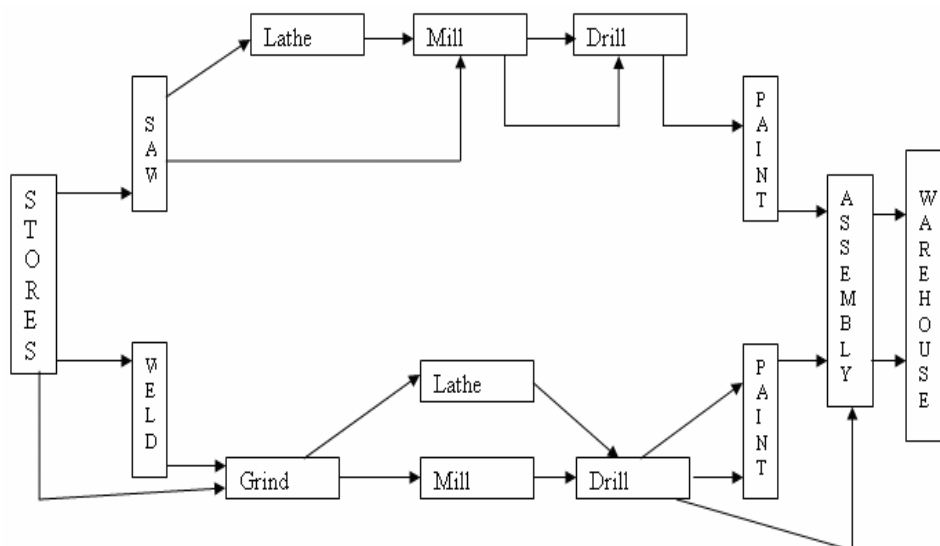 Lathe
Mill
Drill
SAW
PAINT
STORES
ASSEMBLY
WAREHOUSE
WELD
Lathe
PAINT
Grind
Mill
Drill